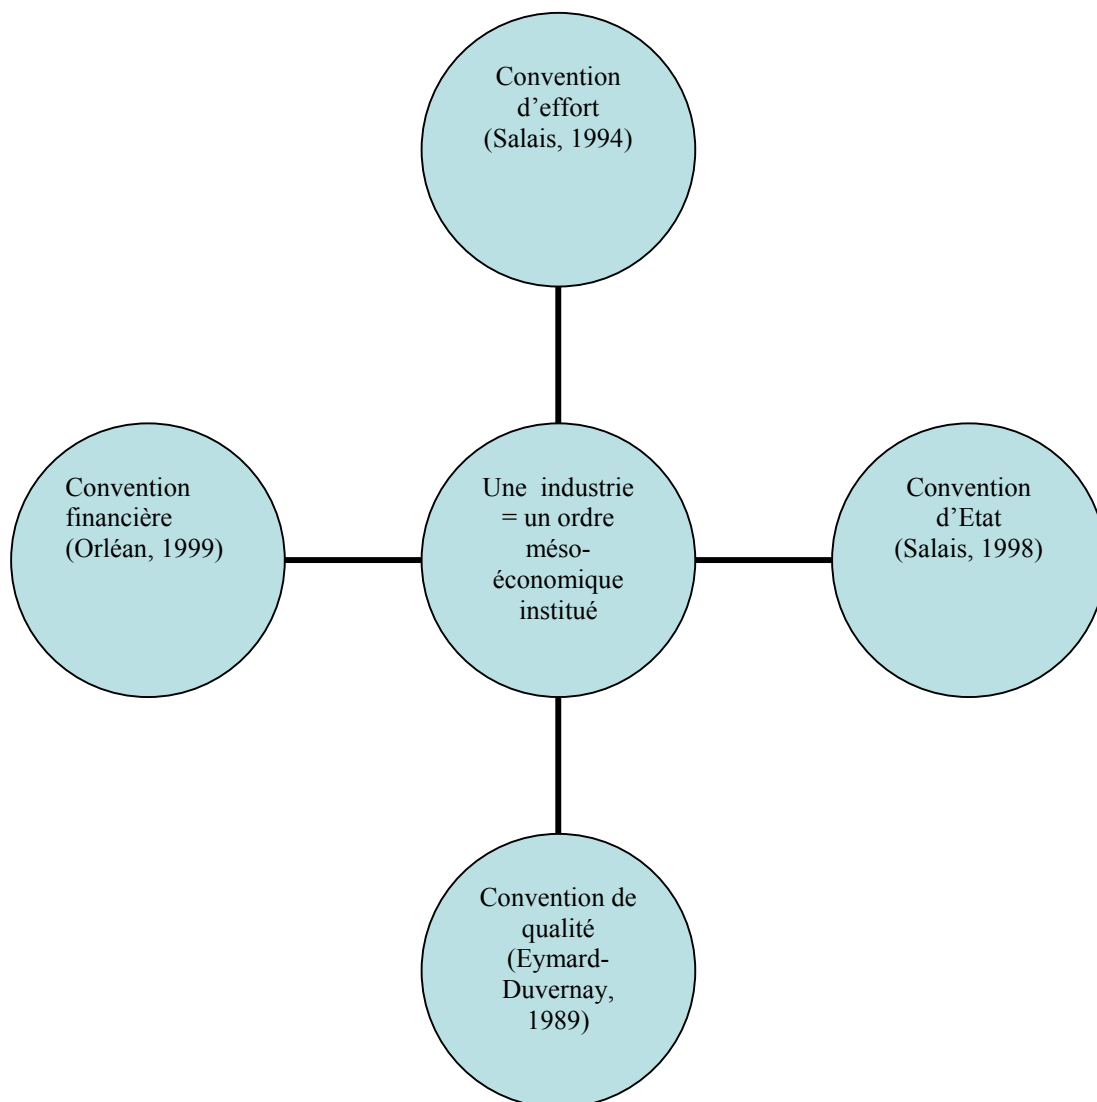 Convention
d’effort
(Salais, 1994)
Convention
financière
(Orléan, 1999)
Une industrie
= un ordre
méso-
économique
institué
Convention
d’Etat
(Salais, 1998)
Convention de
qualité
(Eymard-
Duvernay,
1989)